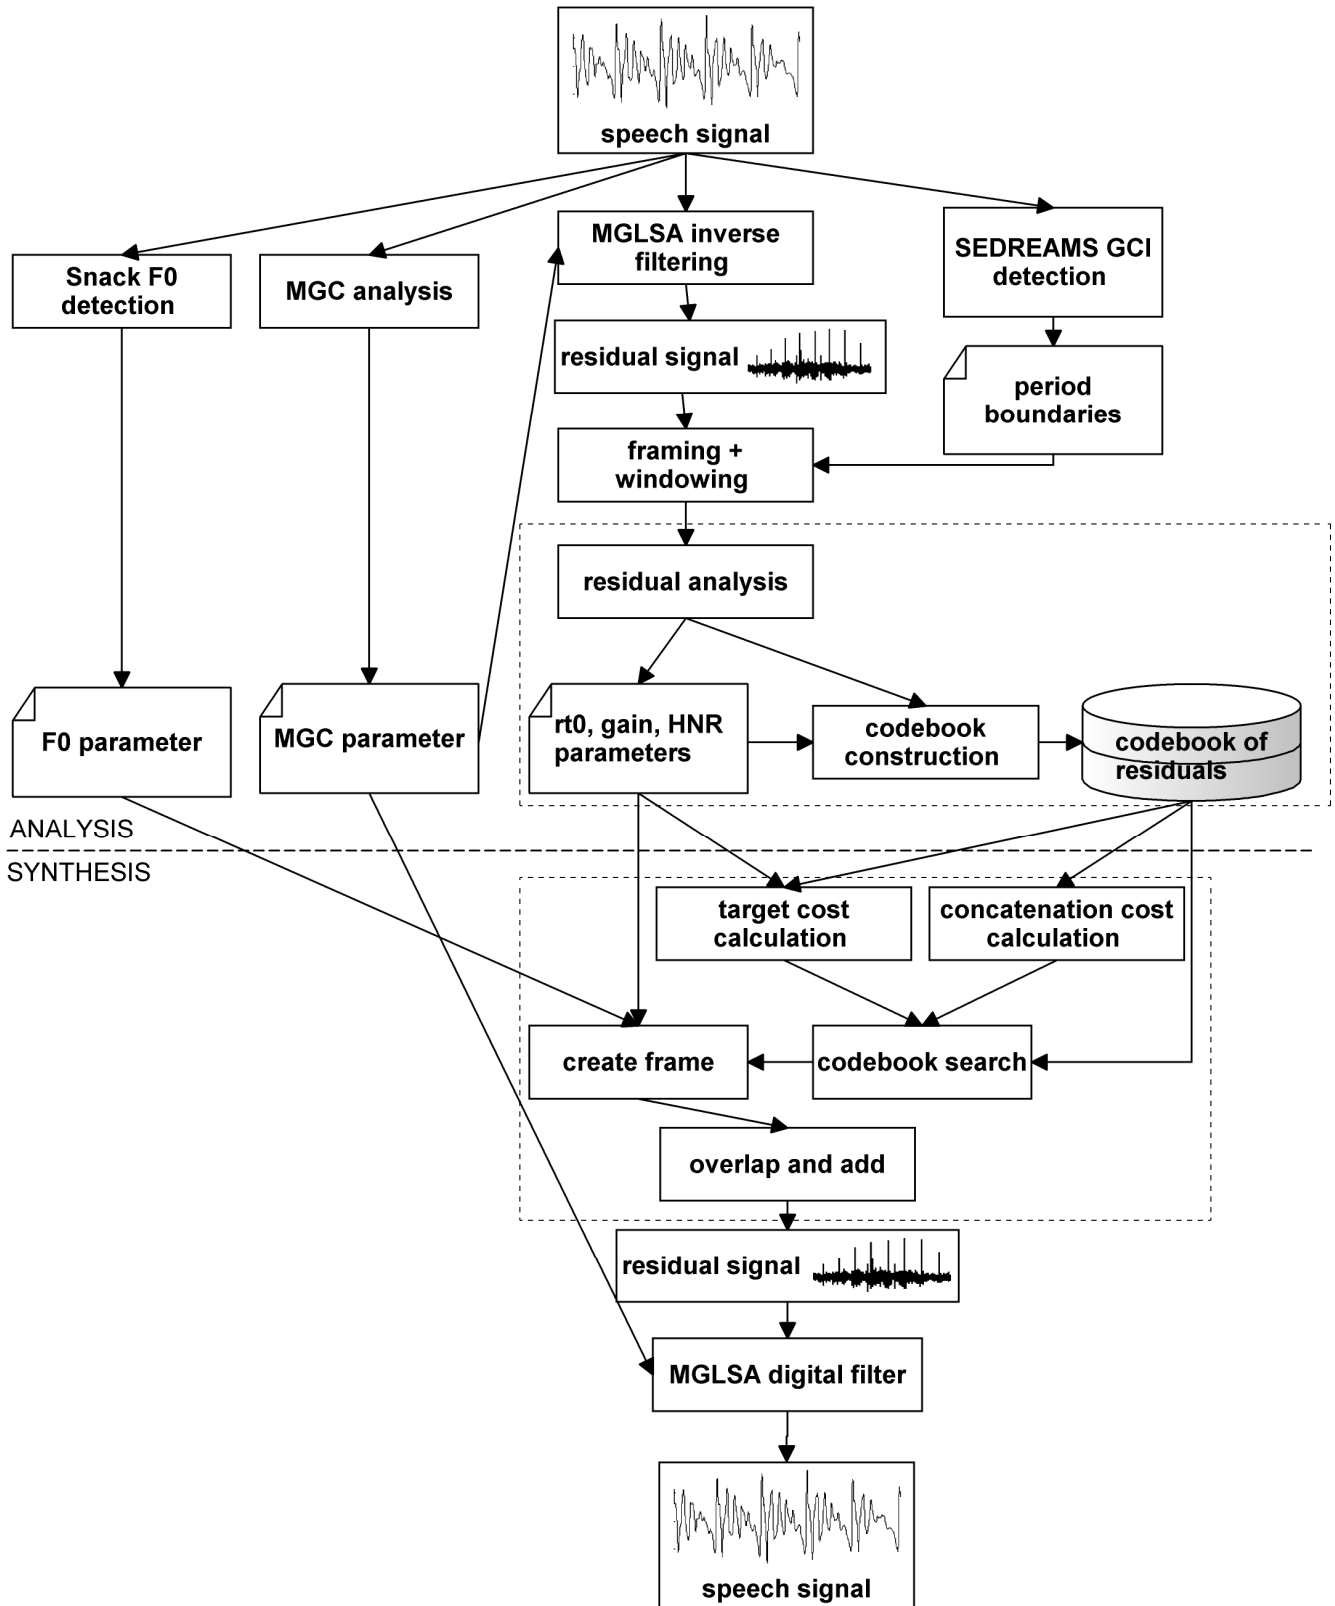 speech signal
MGLSA inverse
filtering
SEDREAMS GCI
detection
Snack F0
detection
MGC analysis
residual signal
period
boundaries
framing +
windowing
residual analysis
F0 parameter
MGC parameter
rt0, gain, HNR
parameters
codebook
construction
codebook of
residuals
ANALYSIS
SYNTHESIS
target cost
calculation
concatenation cost
calculation
create frame
codebook search
overlap and add
residual signal
MGLSA digital filter
speech signal